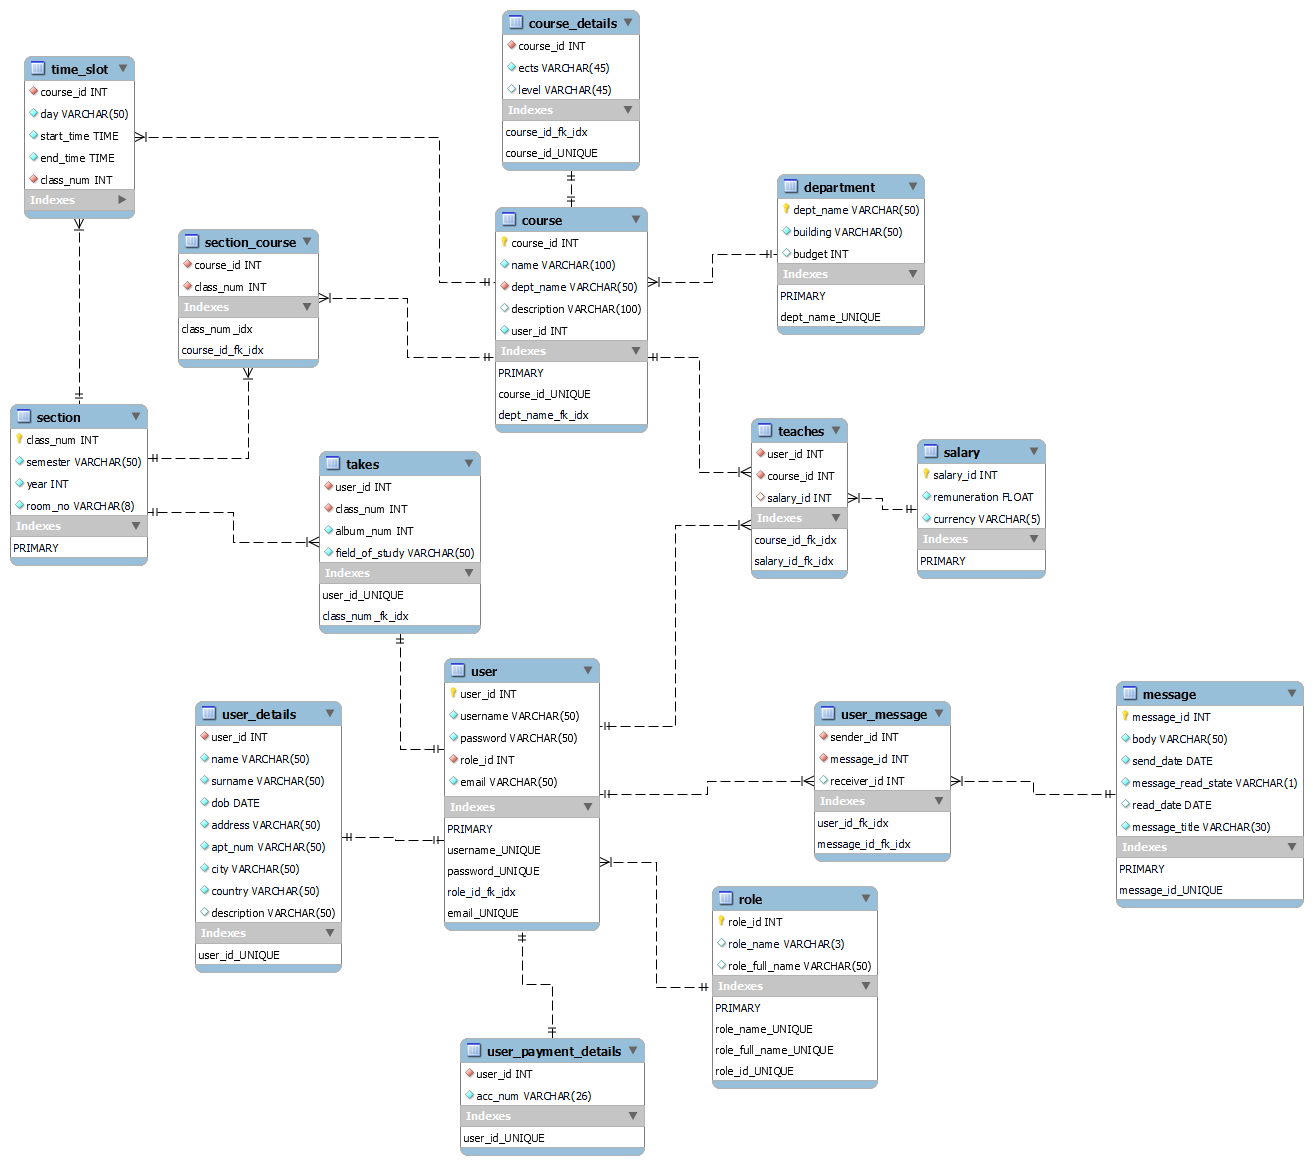 course_details
course_id INT
ects VARCHAR(45)
level VARCHAR(45)
Indexes
course_id_fk_idx
course_id_UNIQUE
time_slot
course_id INT
day VARCHAR(50)
start_time TIME
end_time TIME
class_num INT
Indexes
department
dept_name VARCHAR(50)
building VARCHAR(50)
budget INT
Indexes
PRIMARY
dept_name_UNIQUE
course
course_id INT
name VARCHAR(100)
dept_name VARCHAR(50)
description VARCHAR(100)
user_id INT
Indexes
PRIMARY
course_id_UNIQUE
dept_name_fk_idx
section_course
course_id INT
class_num INT
Indexes
class_num_idx
course_id_fk_idx
section
class_num INT
semester VARCHAR(50)
year INT
room_no VARCHAR(8)
Indexes
PRIMARY
takes
user_id INT
class_num INT
album_num INT
field_of_study VARCHAR(50)
Indexes
user_id_UNIQUE
class_num_fk_idx
teaches
user_id INT
course_id INT
salary_id INT
Indexes
course_id_fk_idx
salary_id_fk_idx
salary
salary_id INT
remuneration FLOAT
currency VARCHAR(5)
Indexes
PRIMARY
user
user_id INT
username VARCHAR(50)
password VARCHAR(50)
role_id INT
email VARCHAR(50)
Indexes
PRIMARY
username_UNIQUE
password_UNIQUE
role_id_fk_idx
email_UNIQUE
user_details
user_id INT
name VARCHAR(50)
surname VARCHAR(50)
dob DATE
address VARCHAR(50)
apt_num VARCHAR(50)
city VARCHAR(50)
country VARCHAR(50)
description VARCHAR(50)
Indexes
user_id_UNIQUE
user_message
sender_id INT
message_id INT
receiver_id INT
Indexes
user_id_fk_idx
message_id_fk_idx
message
message_id INT
body VARCHAR(50)
send_date DATE
message_read_state VARCHAR(1)
read_date DATE
message_title VARCHAR(30)
Indexes
PRIMARY
message_id_UNIQUE
role
role_id INT
role_name VARCHAR(3)
role_full_name VARCHAR(50)
Indexes
PRIMARY
role_name_UNIQUE
role_full_name_UNIQUE
role_id_UNIQUE
user_payment_details
user_id INT
acc_num VARCHAR(26)
Indexes
user_id_UNIQUE